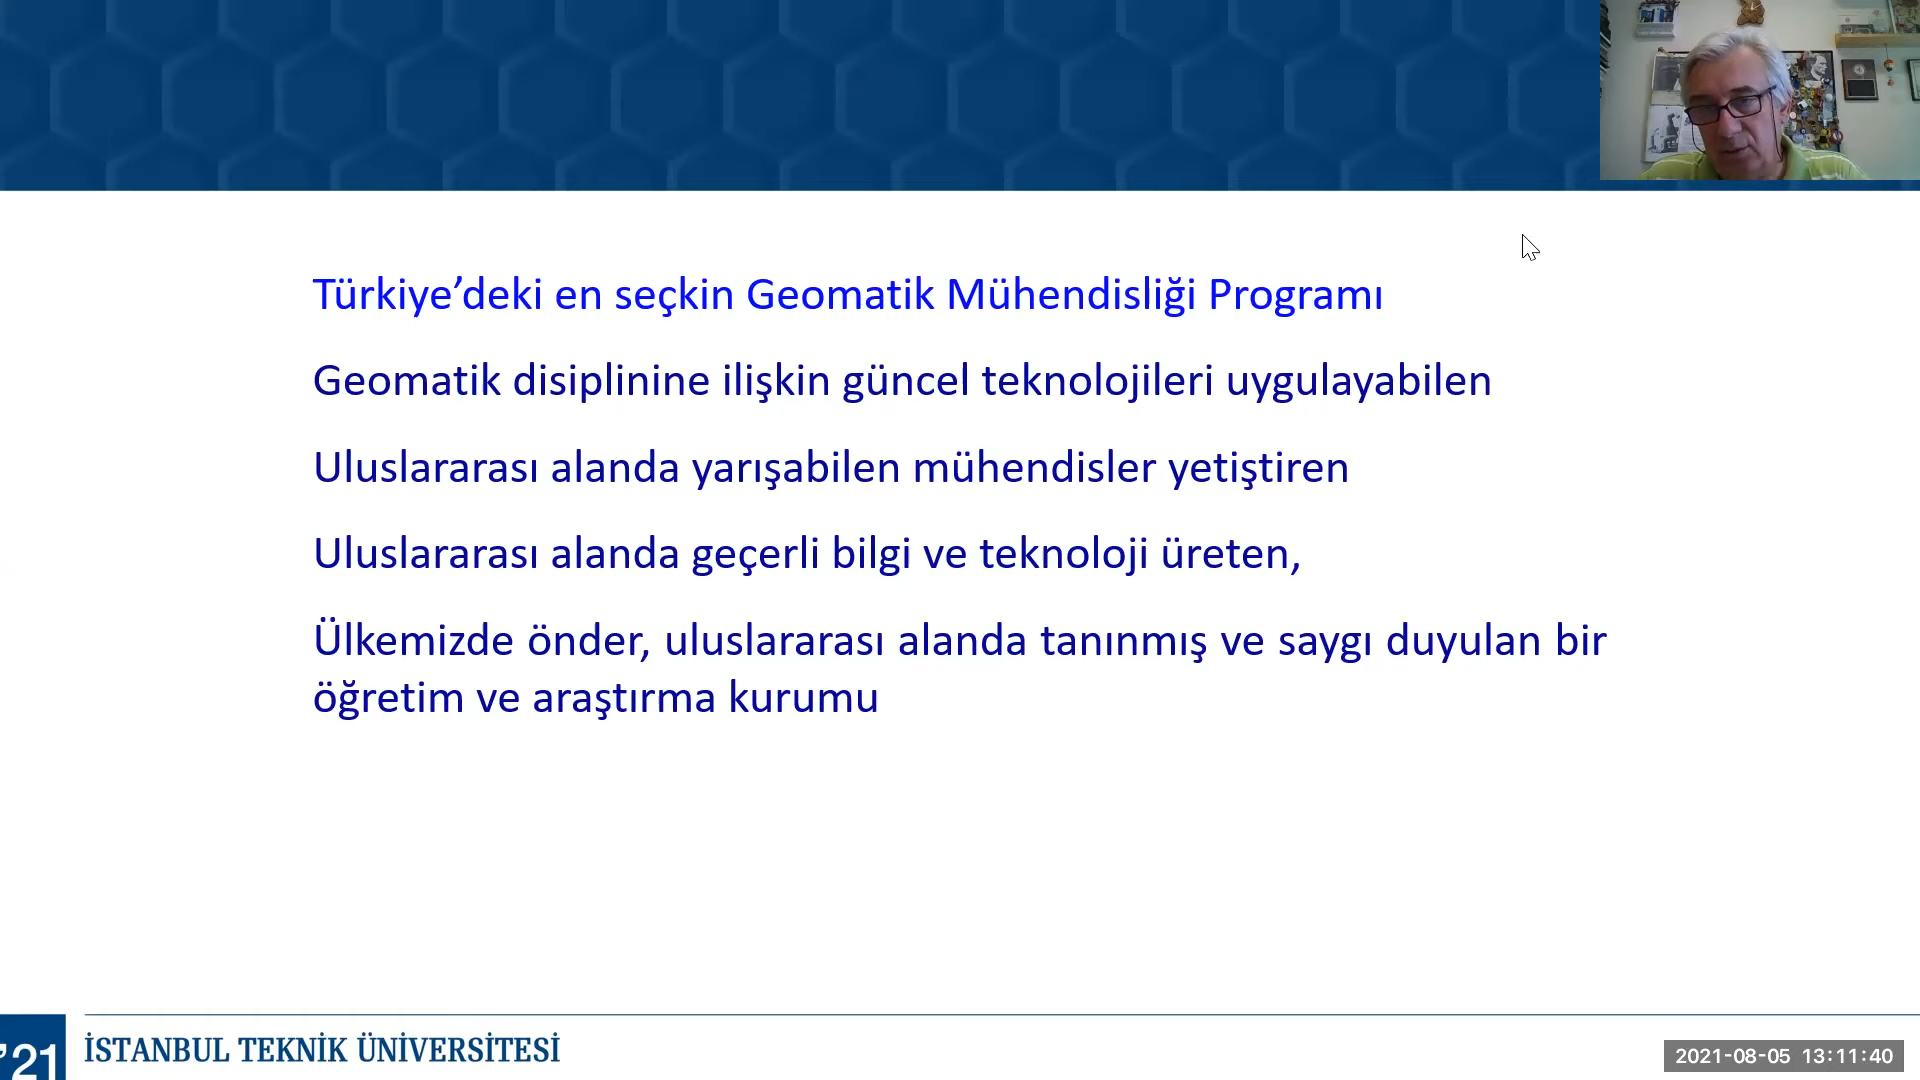 Türkiye’deki en seçkin Geomatik Mühendisliği Programı
Geomatik disiplinine ilişkin güncel teknolojileri uygulayabilen
Uluslararası alanda yarışabilen mühendisler yetiştiren
Uluslararası alanda geçerli bilgi ve teknoloji üreten,
Ülkemizde önder, uluslararası alanda tanınmış ve saygı duyulan bir
öğretim ve araştırma kurumu
’21
İSTANBUL TEKNİK ÜNİVERSİTESİ
2021-08-05 13:11:40